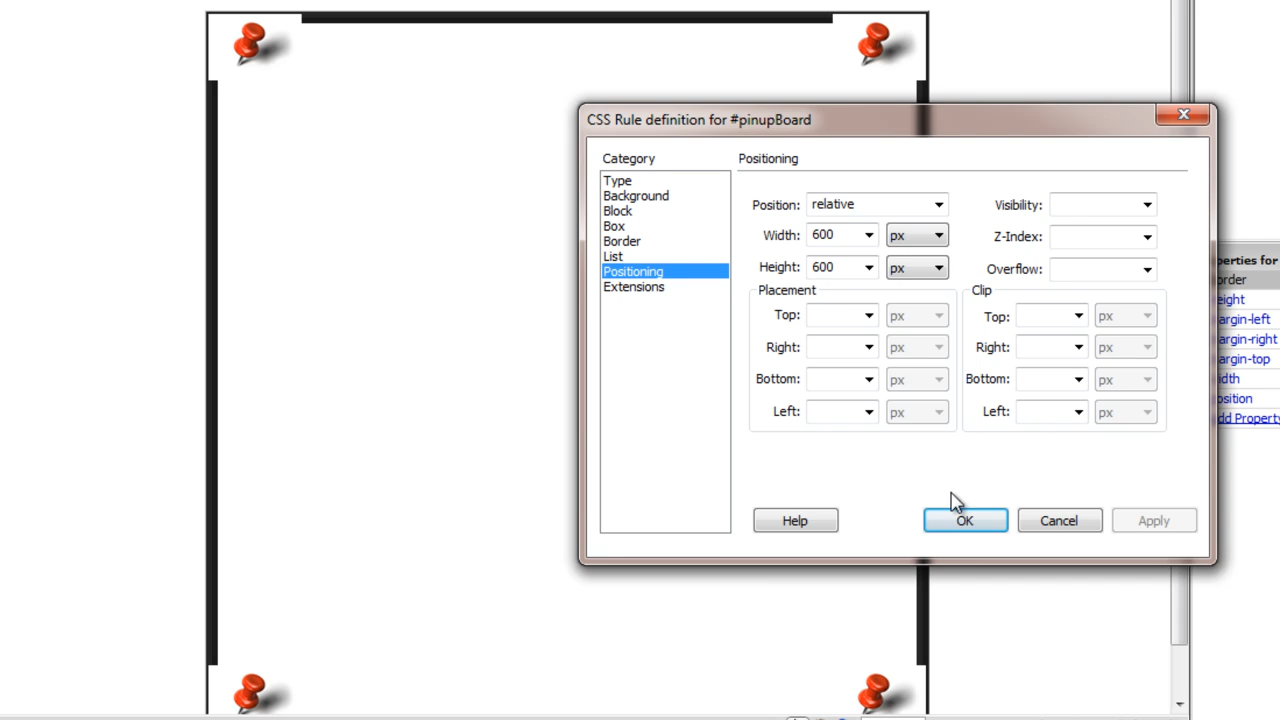 CSS Rule definition for #pinupBoard
Category
Type
Background
Block
Box
Border
List
Positioning
Extensions
Positioning
Position: relative
Width: 600 px
Height: 600 px
Visibility:
Z-Index:
Overflow:
Placement
Top: px
Right: px
Bottom: px
Left: px
Clip
Top: px
Right: px
Bottom: px
Left: px
Help
OK
Cancel
Apply
perties for
order
eight
argin-left
argin-right
argin-top
idth
osition
dd Property